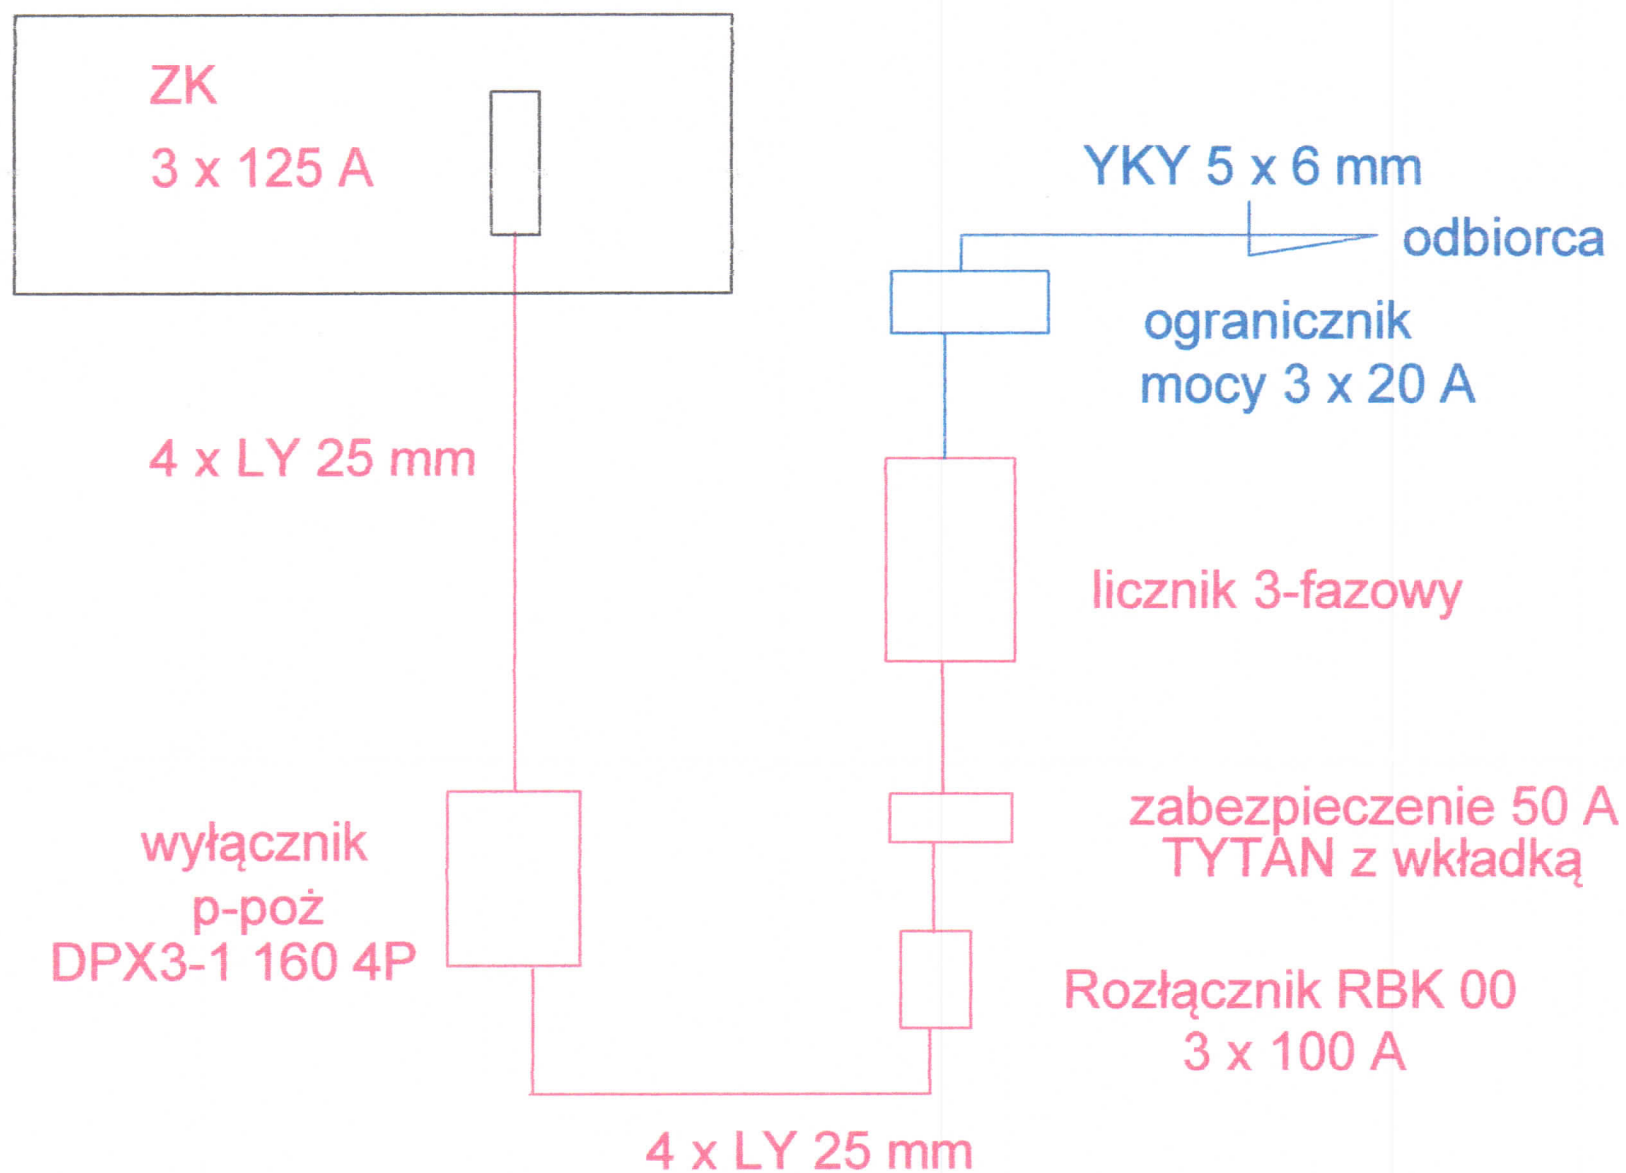 ZK
3 x 125 A
4 x LY 25 mm
wyłącznik
p-poż
DPX3-1 160 4P
4 x LY 25 mm
YKY 5 x 6 mm
odbiorca
ogranicznik
mocy 3 x 20 A
licznik 3-fazowy
zabezpieczenie 50 A
TYTAN z wkładką
Rozłącznik RBK 00
3 x 100 A